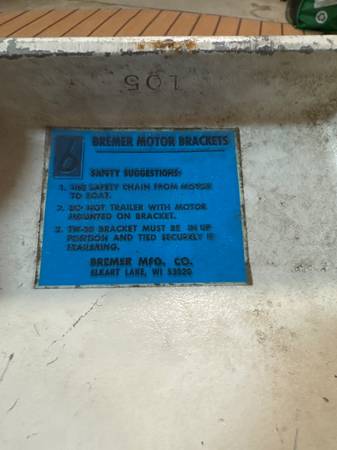 105
BREMER MOTOR BRACKETS
SAFETY SUGGESTIONS:
1. USE SAFETY CHAIN FROM MOTOR
TO BOAT.
2. DO NOT TRAILER WITH MOTOR
MOUNTED ON BRACKET.
3. BRACKET MUST BE IN UP
POSITION AND TIED SECURELY IF
TRAILERING.
BREMER MFG. CO.
ELKART LAKE, WI 53020